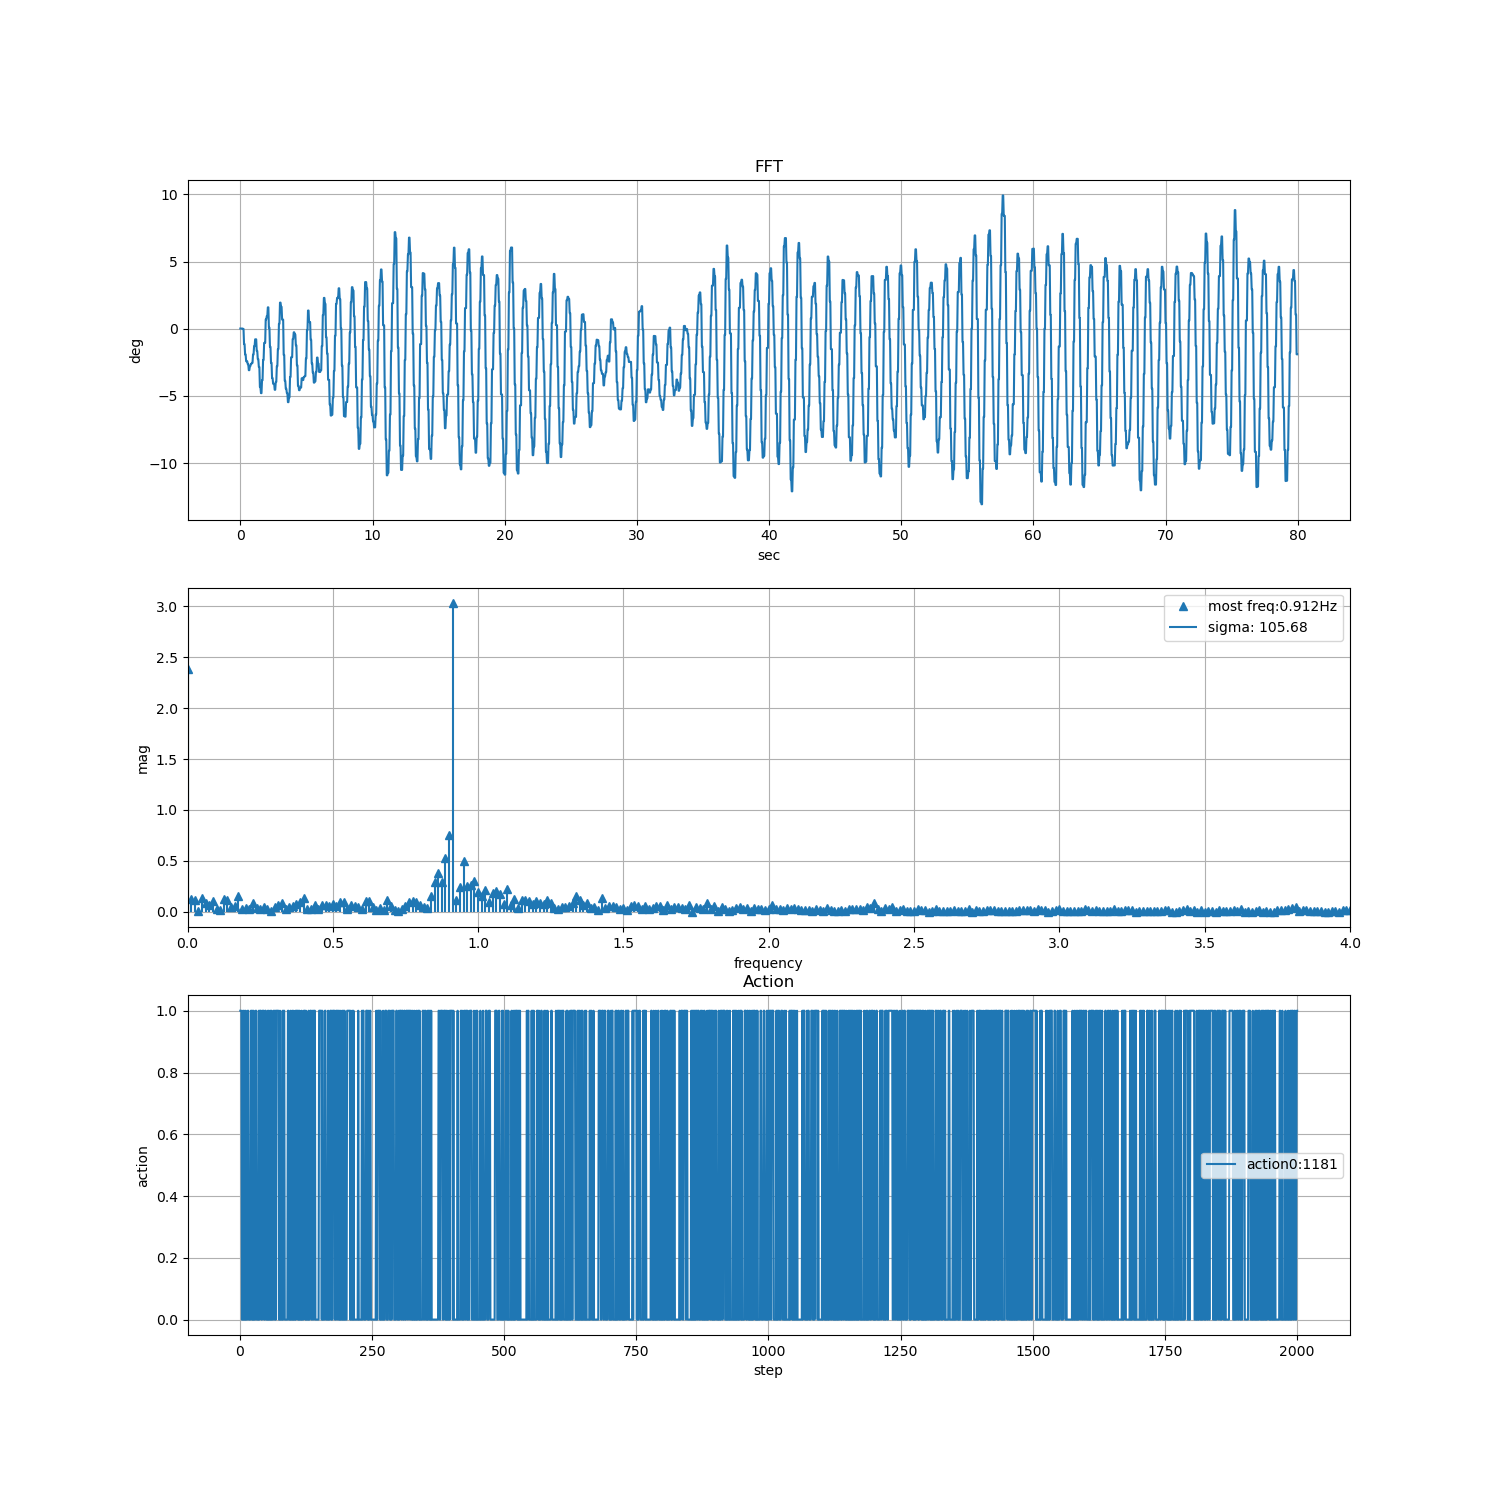 FFT
10
5
0
−5
−10
deg
0 10 20 30 40 50 60 70 80
sec
3.0
2.5
2.0
1.5
1.0
0.5
0.0
mag
most freq:0.912Hz
sigma: 105.68
0.0 0.5 1.0 1.5 2.0 2.5 3.0 3.5 4.0
frequency
Action
1.0
0.8
0.6
0.4
0.2
0.0
action
action0:1181
0 250 500 750 1000 1250 1500 1750 2000
step